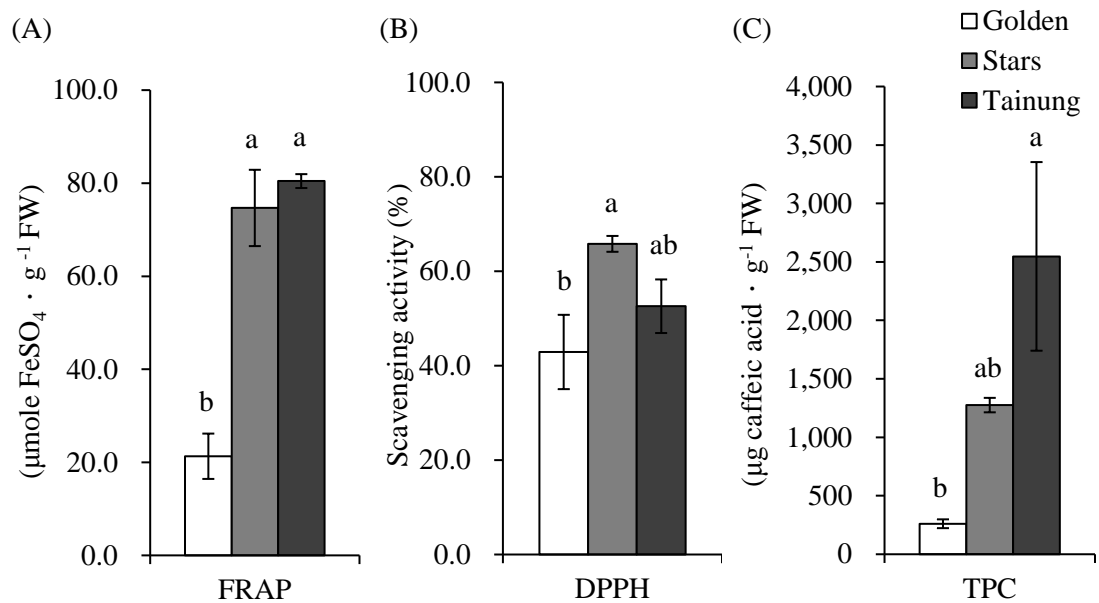 (A)
(μmole FeSO4 · g -1 FW)
100.0
80.0
60.0
40.0
20.0
0.0
b
a
a
FRAP
(B)
Scavenging activity (%)
100.0
80.0
60.0
40.0
20.0
0.0
b
a
ab
DPPH
(C)
(μg caffeic acid · g-1 FW)
4,000
3,500
3,000
2,500
2,000
1,500
1,000
500
0
b
ab
a
TPC
Golden
Stars
Tainung